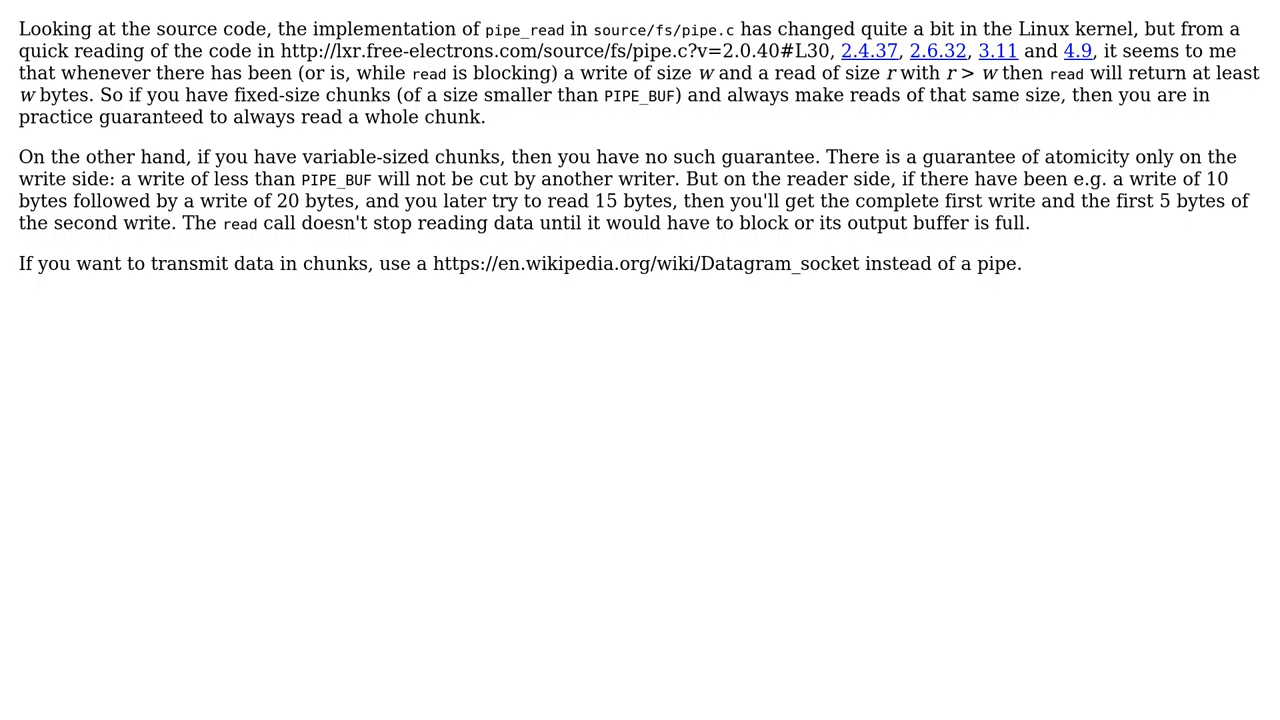 Looking at the source code, the implementation of pipe_read in source/fs/pipe.c has changed quite a bit in the Linux kernel, but from a
quick reading of the code in http://lxr.free-electrons.com/source/fs/pipe.c?v=2.0.40#L30, 2.4.37, 2.6.32, 3.11 and 4.9, it seems to me
that whenever there has been (or is, while read is blocking) a write of size w and a read of size r with r > w then read will return at least
w bytes. So if you have fixed-size chunks (of a size smaller than PIPE_BUF) and always make reads of that same size, then you are in
practice guaranteed to always read a whole chunk.
On the other hand, if you have variable-sized chunks, then you have no such guarantee. There is a guarantee of atomicity only on the
write side: a write of less than PIPE_BUF will not be cut by another writer. But on the reader side, if there have been e.g. a write of 10
bytes followed by a write of 20 bytes, and you later try to read 15 bytes, then you'll get the complete first write and the first 5 bytes of
the second write. The read call doesn't stop reading data until it would have to block or its output buffer is full.
If you want to transmit data in chunks, use a https://en.wikipedia.org/wiki/Datagram_socket instead of a pipe.